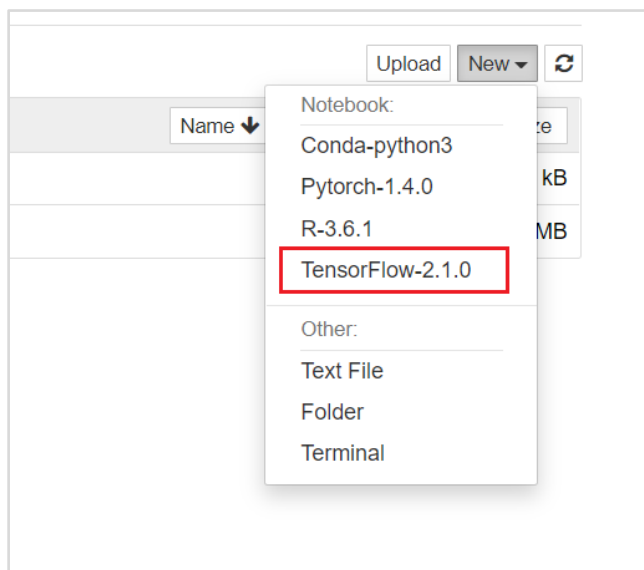 Upload New
Notebook:
Name
Conda-python3
Pytorch-1.4.0
kB
R-3.6.1
MB
TensorFlow-2.1.0
Other:
Text File
Folder
Terminal